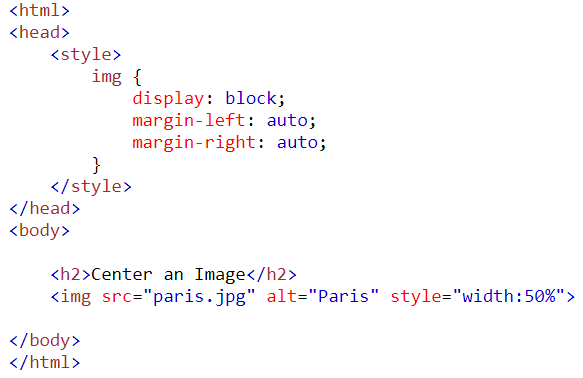 <html>
<head>
    <style>
        img {
            display: block;
            margin-left: auto;
            margin-right: auto;
        }
    </style>
</head>
<body>

    <h2>Center an Image</h2>
    <img src="paris.jpg" alt="Paris" style="width:50%">

</body>
</html>